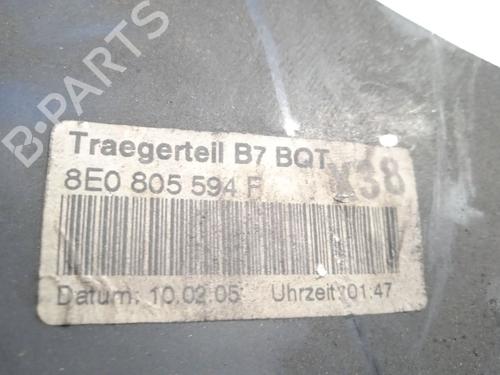 B-PARTS
Traegerteil B7 BQT
8E0 805 594 F
X38
Datum: 10.02.05 Uhrzeit: 01:47